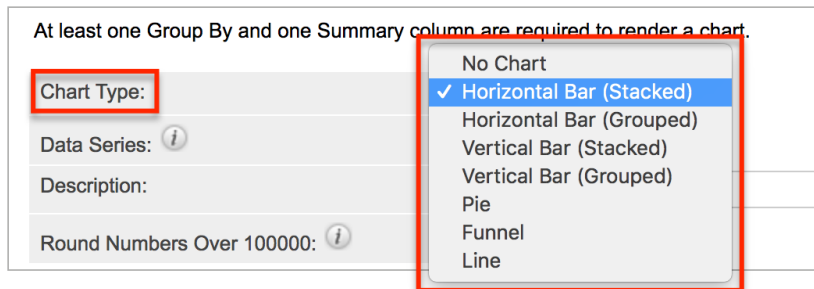 At least one Group By and one Summary column are required to render a chart.
Chart Type:
No Chart
✓ Horizontal Bar (Stacked)
Horizontal Bar (Grouped)
Vertical Bar (Stacked)
Vertical Bar (Grouped)
Pie
Funnel
Line
Data Series: i
Description:
Round Numbers Over 100000: i